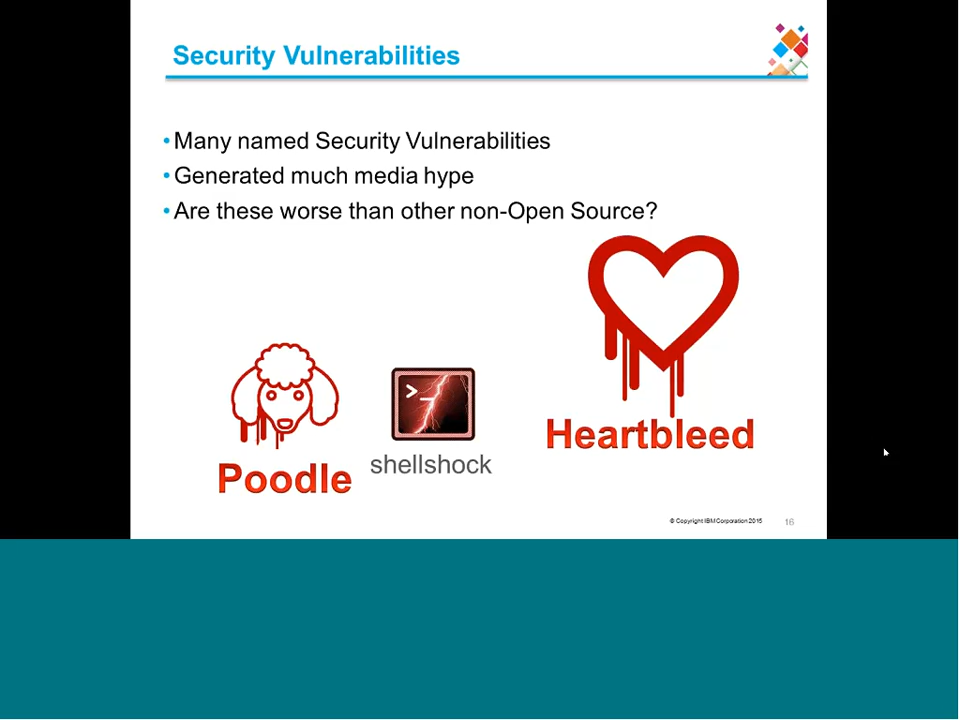 Security Vulnerabilities
•Many named Security Vulnerabilities
•Generated much media hype
•Are these worse than other non-Open Source?
>_
Poodle
shellshock
Heartbleed
© Copyright IBM Corporation 2015
16